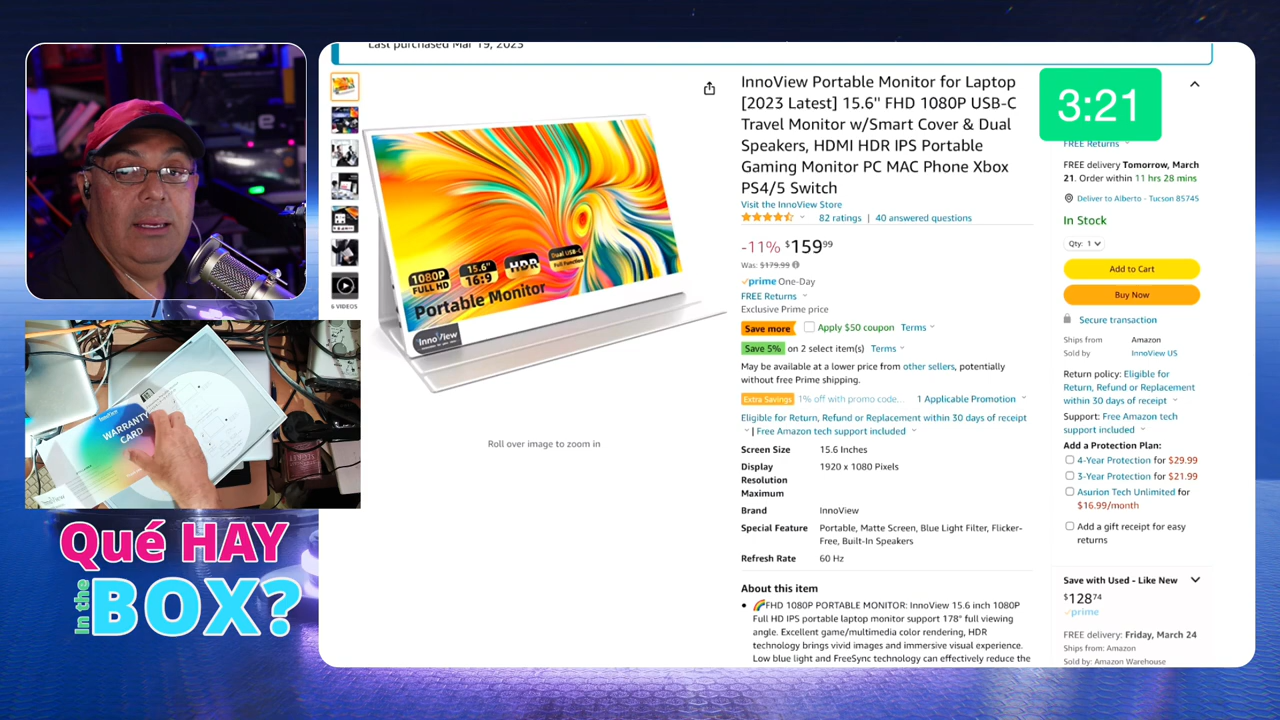 Last purchased Mar 19, 2023
InnoView Portable Monitor for Laptop
[2023 Latest] 15.6" FHD 1080P USB-C
Travel Monitor w/Smart Cover & Dual
Speakers, HDMI HDR IPS Portable
Gaming Monitor PC MAC Phone Xbox
PS4/5 Switch
Visit the InnoView Store
82 ratings | 40 answered questions
-11% $159.99
Was: $179.99
prime One-Day
FREE Returns
Exclusive Prime price
Save more Apply $50 coupon Terms
Save 5% on 2 select item(s) Terms
May be available at a lower price from other sellers, potentially
without free Prime shipping.
Extra Savings 1% off with promo code... 1 Applicable Promotion
Eligible for Return, Refund or Replacement within 30 days of receipt
| Free Amazon tech support included
Screen Size 15.6 Inches
Display 1920 x 1080 Pixels
Resolution
Maximum
Brand InnoView
Special Feature Portable, Matte Screen, Blue Light Filter, Flicker-
Free, Built-In Speakers
Refresh Rate 60 Hz
About this item
• 🌈FHD 1080P PORTABLE MONITOR: InnoView 15.6 inch 1080P
Full HD IPS portable laptop monitor support 178° full viewing
angle. Excellent game/multimedia color rendering, HDR
technology brings vivid images and immersive visual experience.
Low blue light and FreeSync technology can effectively reduce the
6 VIDEOS
1080P
FULL HD
15.6"
16:9
HDR
Dual USB-C
Full Function
Portable Monitor
InnoView
Roll over image to zoom in
3:21
FREE Returns
FREE delivery Tomorrow, March
21. Order within 11 hrs 28 mins
Deliver to Alberto - Tucson 85745
In Stock
Qty: 1
Add to Cart
Buy Now
Secure transaction
Ships from Amazon
Sold by InnoView US
Return policy: Eligible for
Return, Refund or Replacement
within 30 days of receipt
Support: Free Amazon tech
support included
Add a Protection Plan:
4-Year Protection for $29.99
3-Year Protection for $21.99
Asurion Tech Unlimited for
$16.99/month
Add a gift receipt for easy
returns
Save with Used - Like New
$128.74
prime
FREE delivery: Friday, March 24
Ships from: Amazon
Sold by: Amazon Warehouse
InnoView
WARRANTY
CARD
InnoView
Qué HAY
In the
BOX?